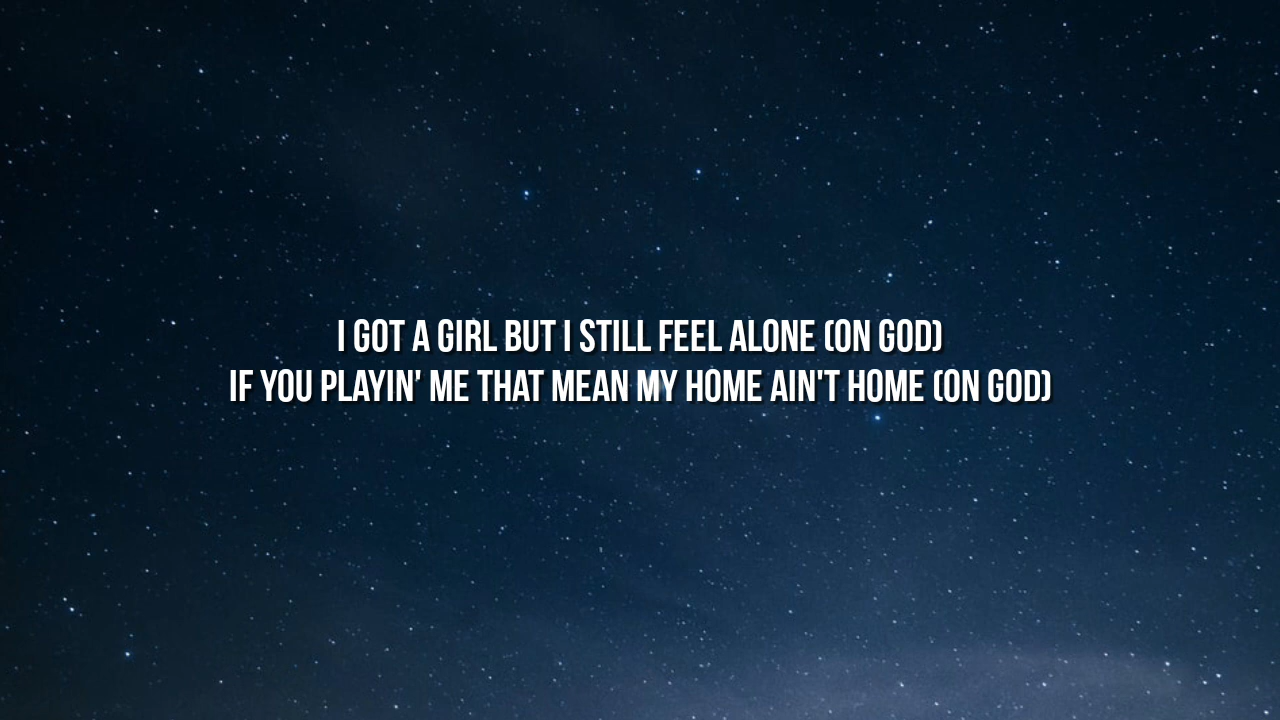 I GOT A GIRL BUT I STILL FEEL ALONE (ON GOD)
IF YOU PLAYIN' ME THAT MEAN MY HOME AIN'T HOME (ON GOD)